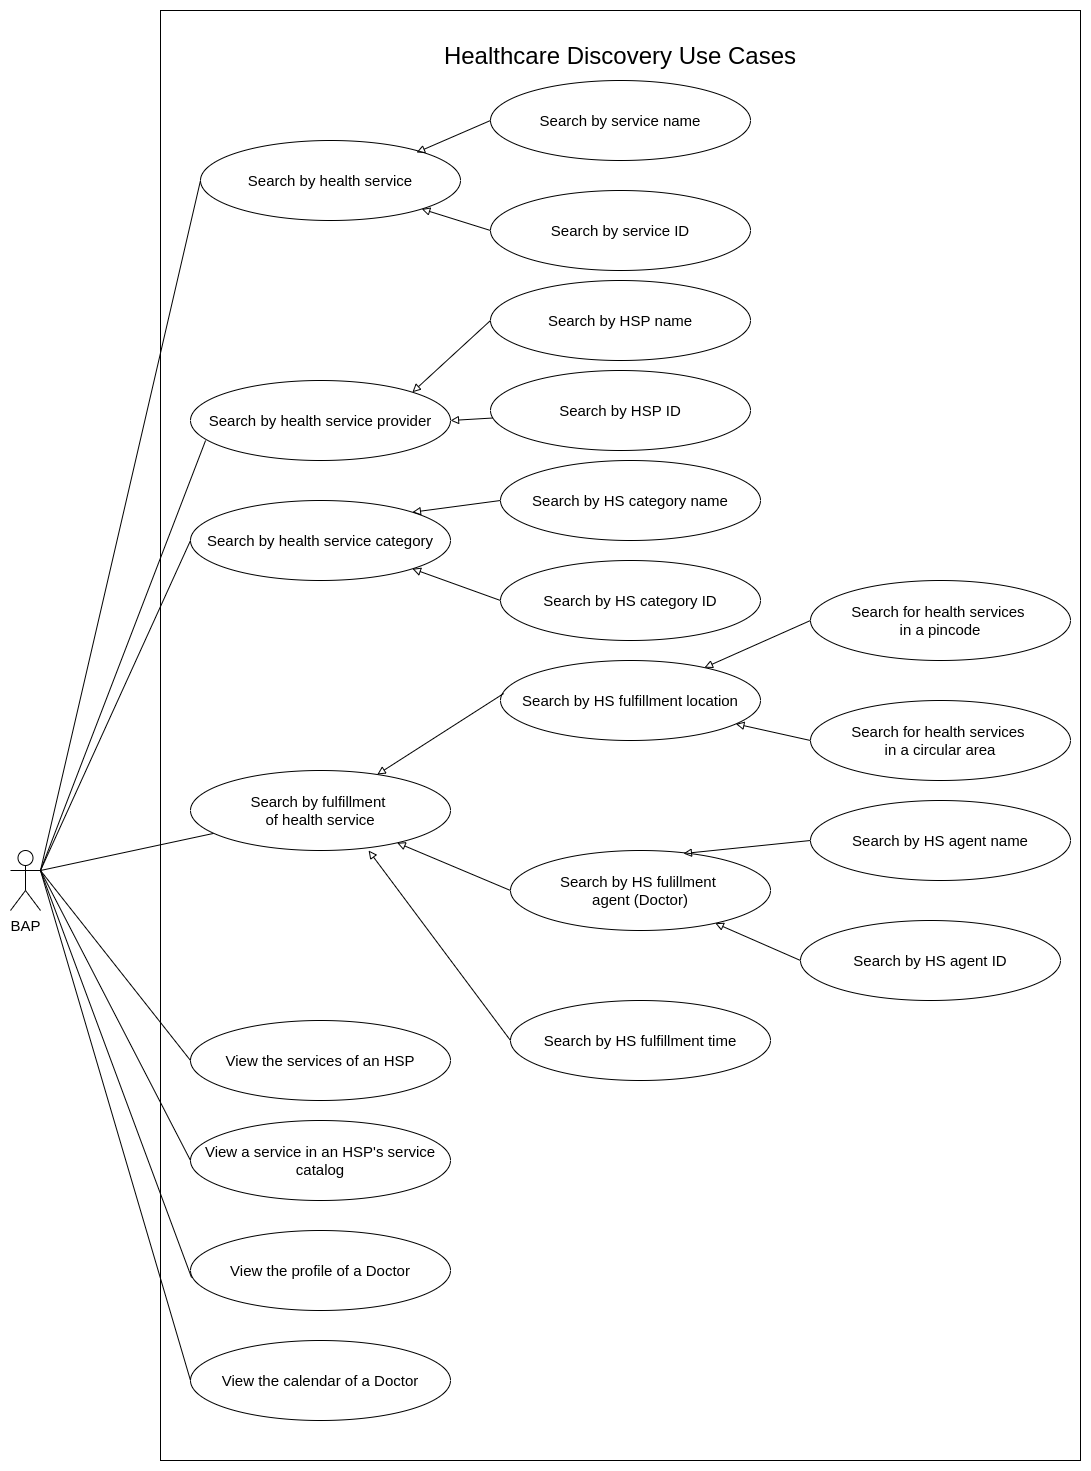 Healthcare Discovery Use Cases
Search by service name
Search by health service
Search by service ID
Search by HSP name
Search by HSP ID
Search by health service provider
Search by HS category name
Search by health service category
Search by HS category ID
Search for health services
in a pincode
Search by HS fulfillment location
Search for health services
in a circular area
Search by fulfillment
of health service
Search by HS agent name
Search by HS fulillment
agent (Doctor)
BAP
Search by HS agent ID
Search by HS fulfillment time
View the services of an HSP
View a service in an HSP's service
catalog
View the profile of a Doctor
View the calendar of a Doctor